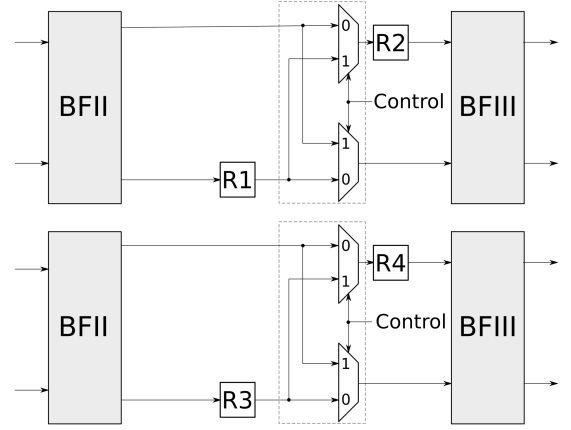 0
R2
1
BFII
Control
BFIII
1
R1
0
0
R4
1
BFII
Control
BFIII
1
R3
0